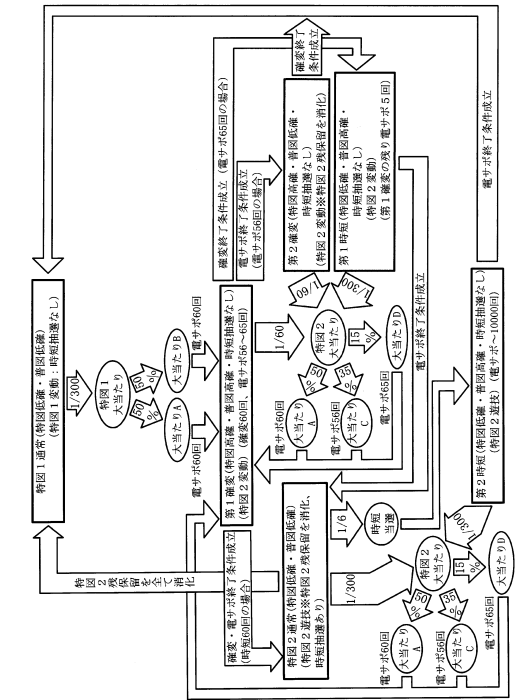 特図1通常(特図低確・普図低確)
(特図1変動:時短抽選なし)
1/300
特図1
大当たり
50%
50%
大当たりA
大当たりB
電サポ60回
電サポ60回
第1確変(特図高確・普図高確・時短抽選なし)
(特図2変動)(確変60回、電サポ56~65回)
確変終了条件成立(電サポ65回の場合)
電サポ終了条件成立
(電サポ56回の場合)
確変終了
条件成立
第2確変(特図高確・普図低確・
時短抽選なし)
(特図2変動※特図2残保留を消化)
第1時短(特図低確・普図高確・
時短抽選なし)
(特図2変動)
(第1確変の残り電サポ5回)
1/60
1/60
1/300
特図2
大当たり
50%
35%
15%
大当たり
A
大当たり
C
大当たりD
電サポ60回
電サポ56回
電サポ65回
電サポ終了条件成立
電サポ終了条件成立
特図2残保留を全て消化
確変・電サポ終了条件成立
(時短60回の場合)
特図2通常(特図低確・普図低確)
(特図2遊技※特図2残保留を消化、
時短抽選あり)
1/6
時短
当選
1/300
第2時短(特図低確・普図高確・時短抽選なし)
(特図2遊技)(電サポ~10000回)
1/300
特図2
大当たり
50%
35%
15%
大当たり
A
大当たり
C
大当たりD
電サポ60回
電サポ56回
電サポ65回